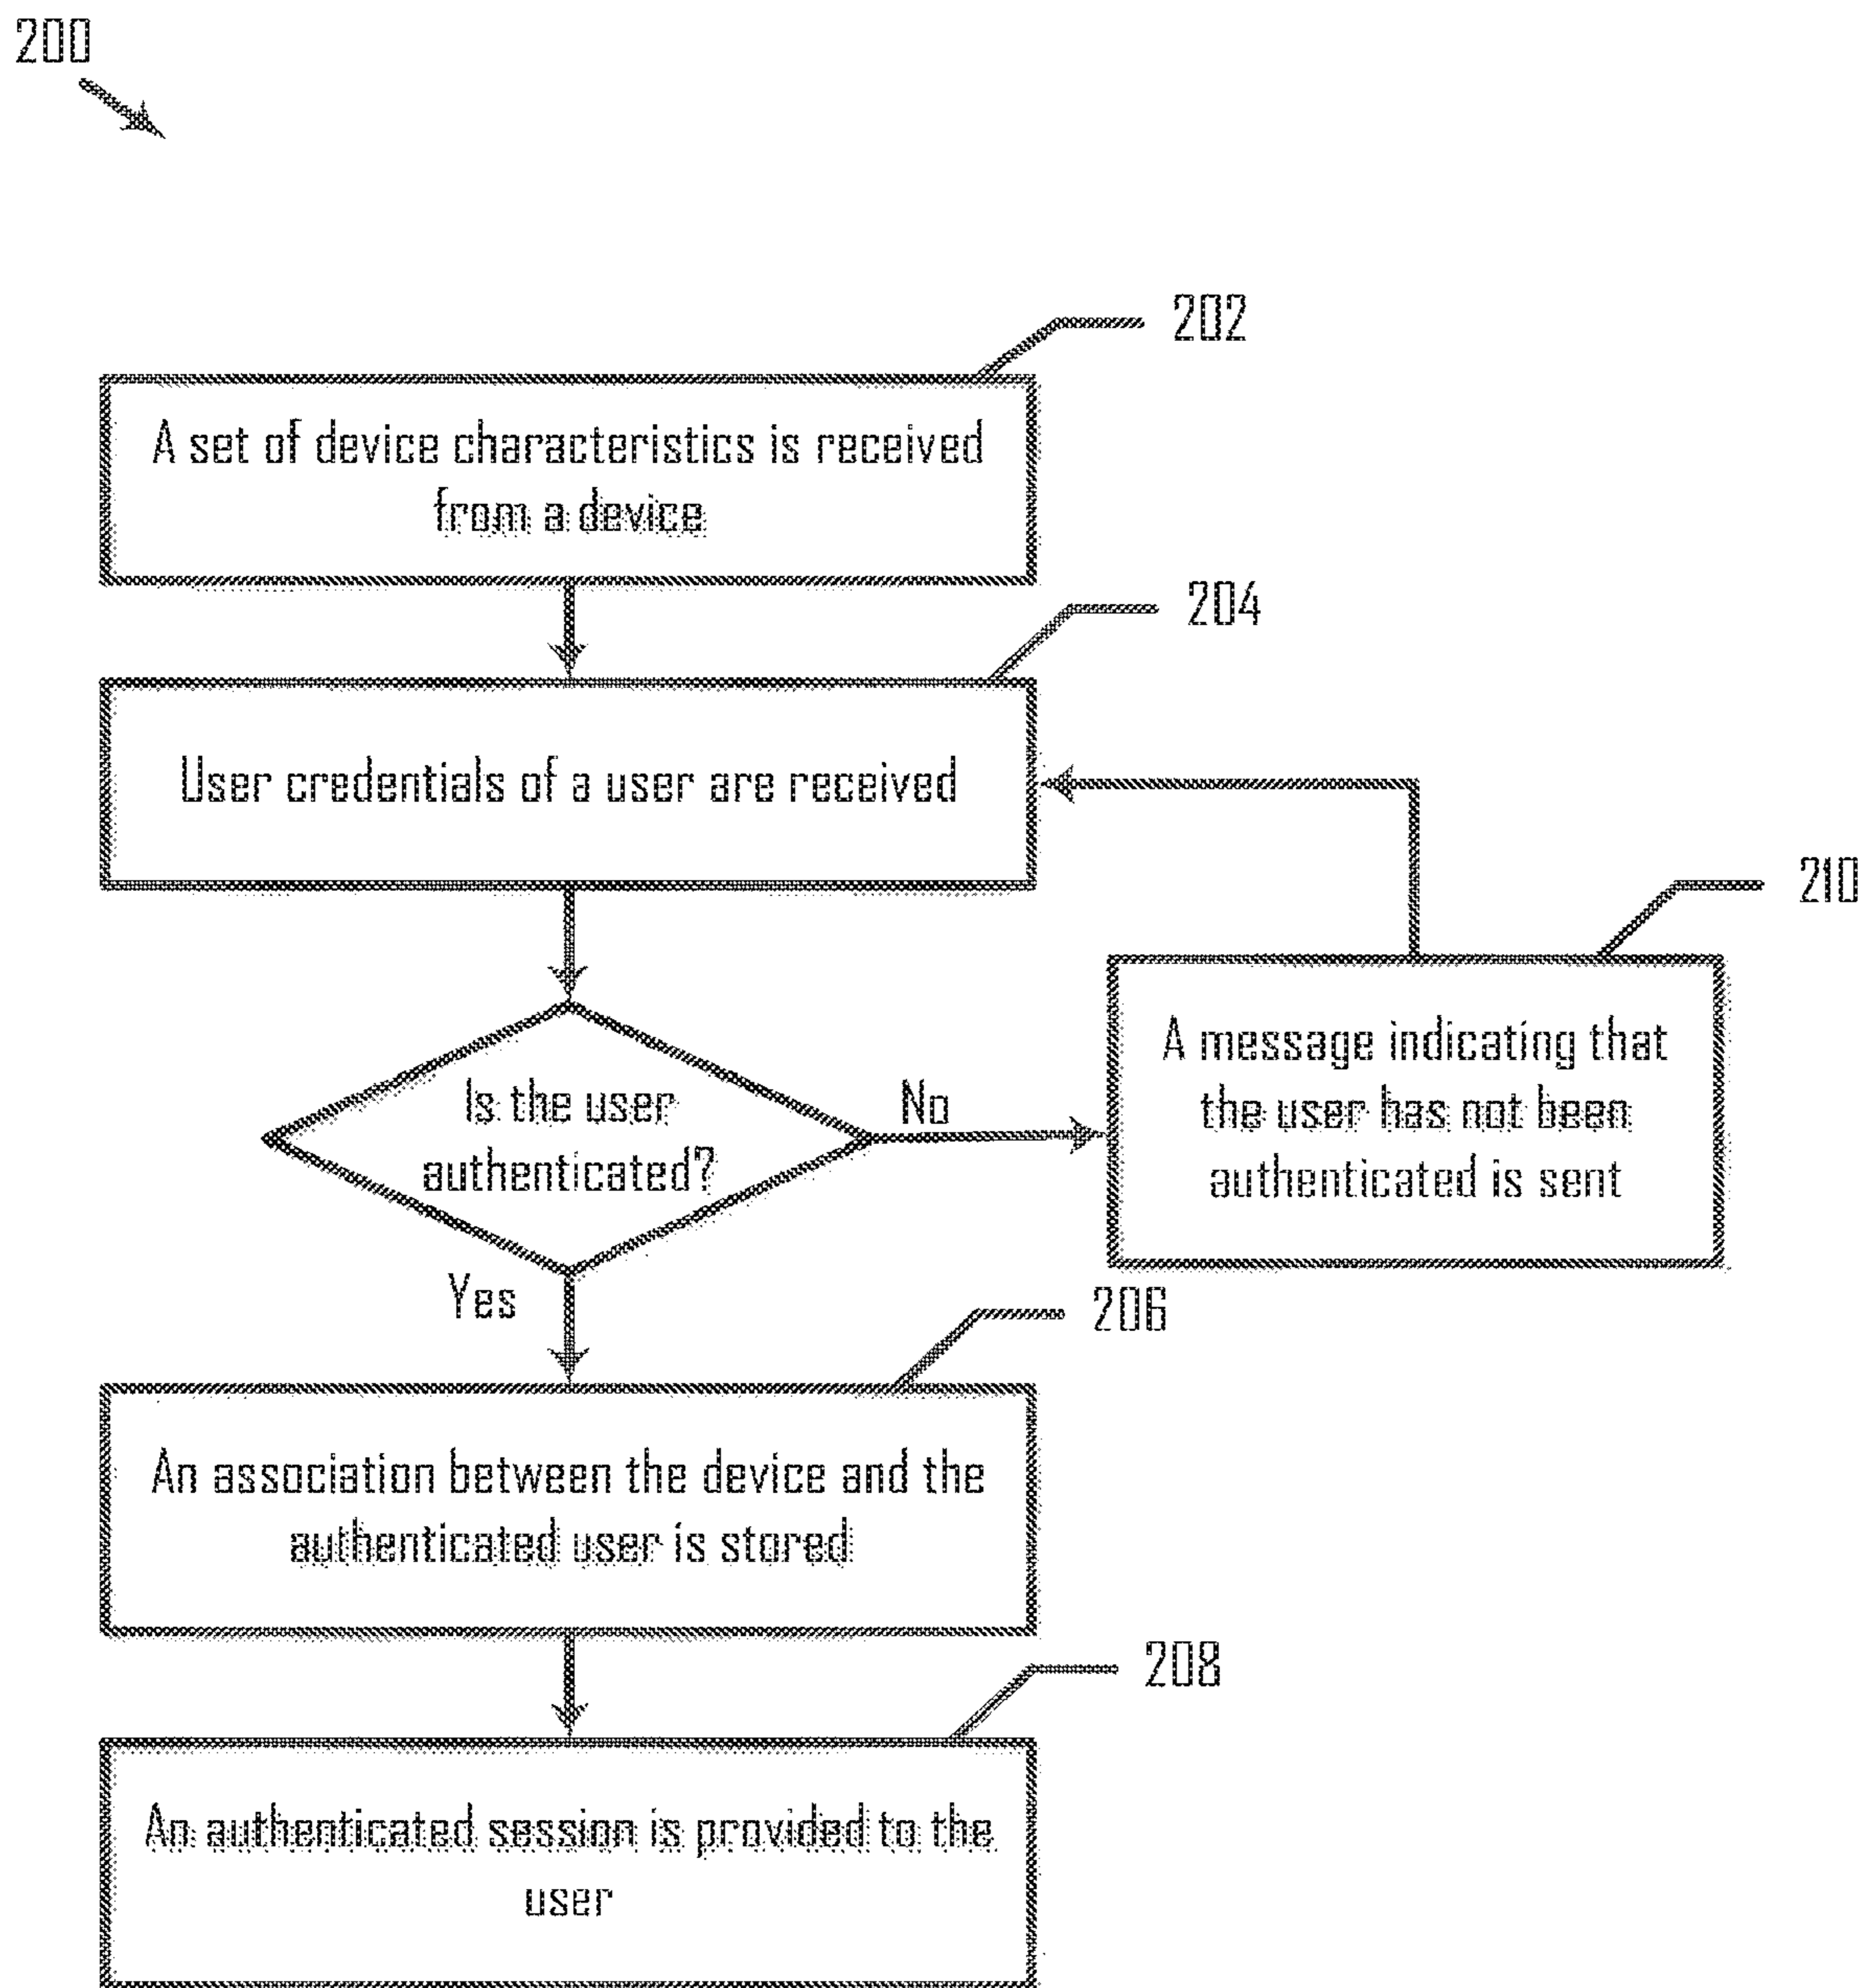 200
202
A set of device characteristics is received
from a device
204
User credentials of a user are received
210
A message indicating that
the user has not been
authenticated is sent
Is the user
authenticated?
No
Yes
206
An association between the device and the
authenticated user is stored
208
An authenticated session is provided to the
user